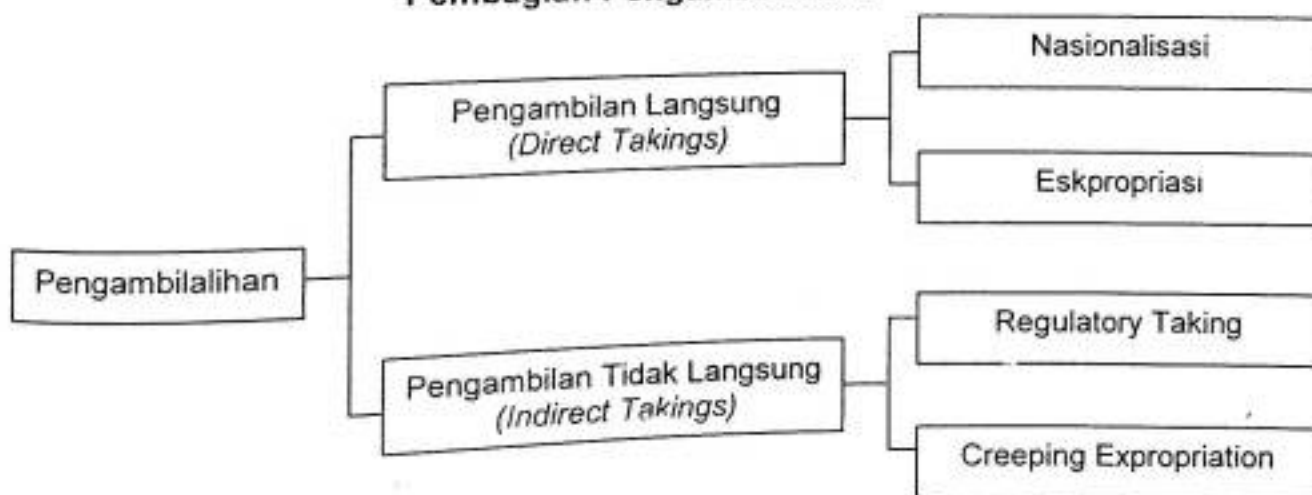 Pengambilalihan
Pengambilan Langsung
(Direct Takings)
Nasionalisasi
Eskpropriasi
Pengambilan Tidak Langsung
(Indirect Takings)
Regulatory Taking
Creeping Expropriation